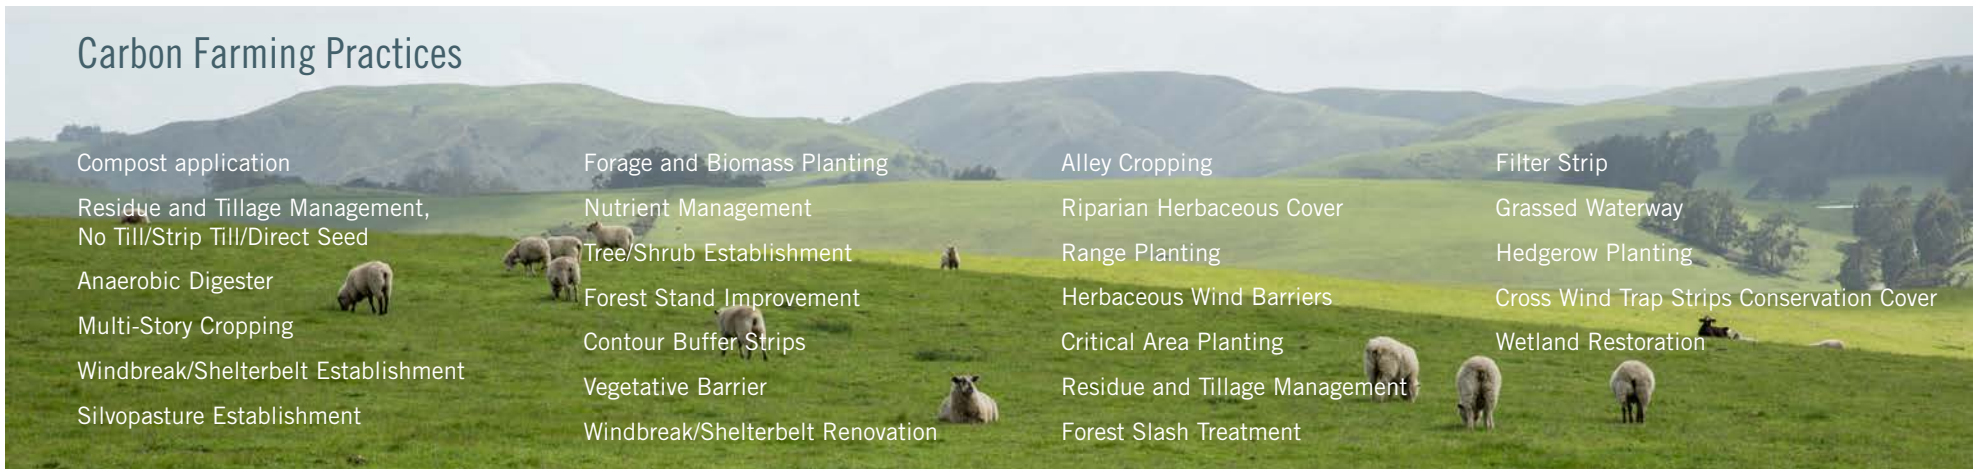 Carbon Farming Practices
Compost application
Residue and Tillage Management,
No Till/Strip Till/Direct Seed
Anaerobic Digester
Multi-Story Cropping
Windbreak/Shelterbelt Establishment
Silvopasture Establishment
Forage and Biomass Planting
Nutrient Management
Tree/Shrub Establishment
Forest Stand Improvement
Contour Buffer Strips
Vegetative Barrier
Windbreak/Shelterbelt Renovation
Alley Cropping
Riparian Herbaceous Cover
Range Planting
Herbaceous Wind Barriers
Critical Area Planting
Residue and Tillage Management
Forest Slash Treatment
Filter Strip
Grassed Waterway
Hedgerow Planting
Cross Wind Trap Strips Conservation Cover
Wetland Restoration